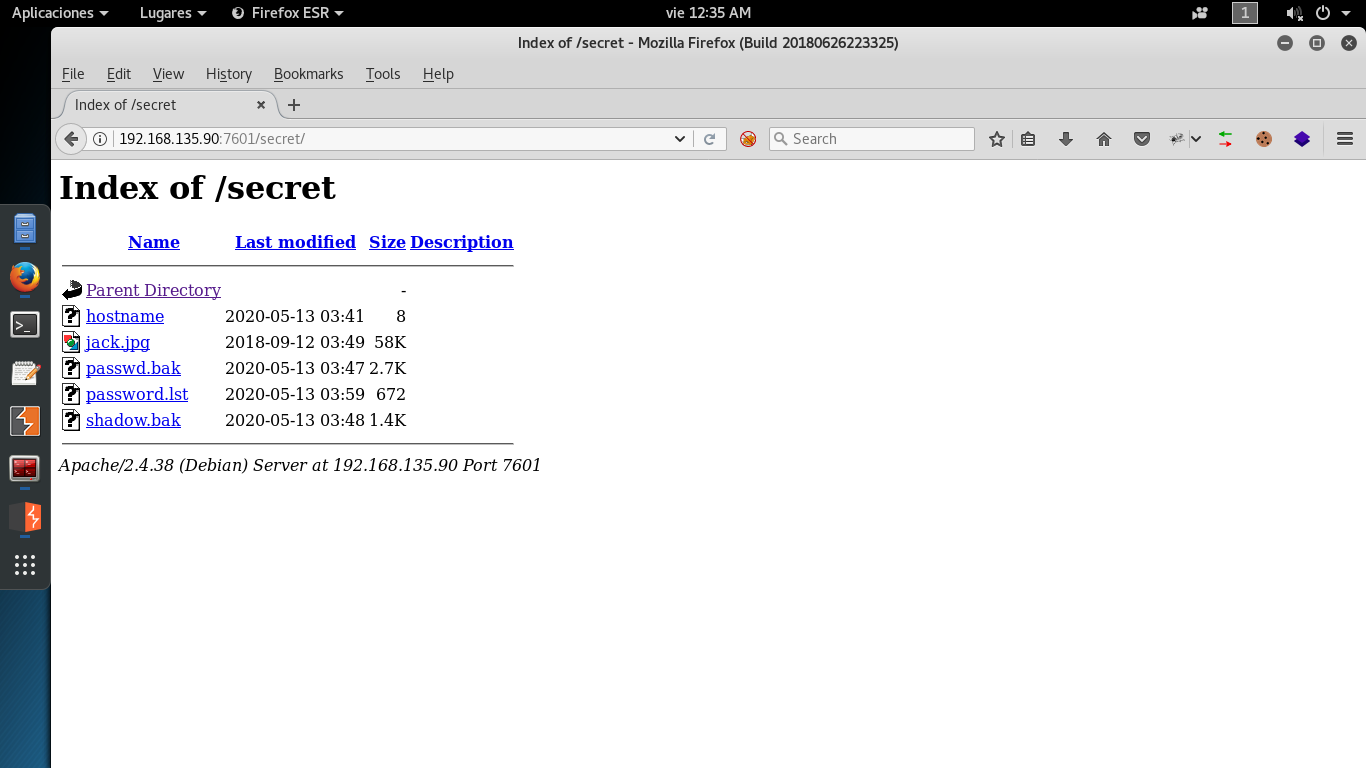 Aplicaciones Lugares Firefox ESR vie 12:35 AM 1
Index of /secret - Mozilla Firefox (Build 20180626223325)
File Edit View History Bookmarks Tools Help
Index of /secret
192.168.135.90:7601/secret/ Search
Index of /secret
Name Last modified Size Description
Parent Directory -
hostname 2020-05-13 03:41 8
jack.jpg 2018-09-12 03:49 58K
passwd.bak 2020-05-13 03:47 2.7K
password.lst 2020-05-13 03:59 672
shadow.bak 2020-05-13 03:48 1.4K
Apache/2.4.38 (Debian) Server at 192.168.135.90 Port 7601